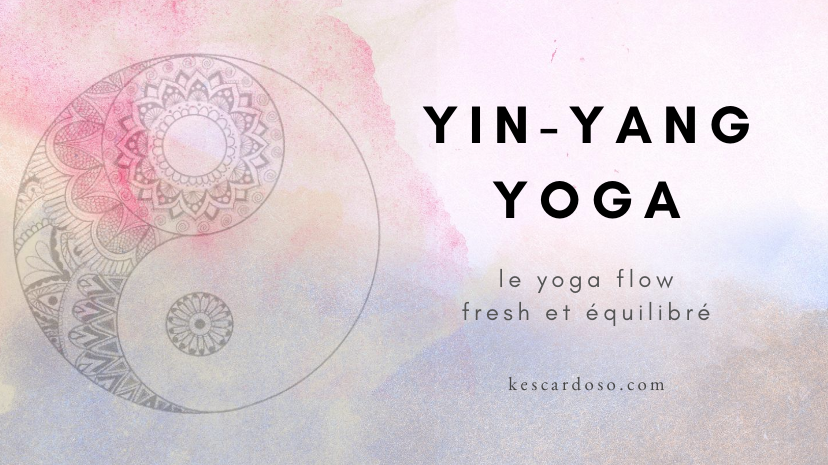 YIN-YANG
YOGA
le yoga flow
fresh et équilibré
kescardoso.com